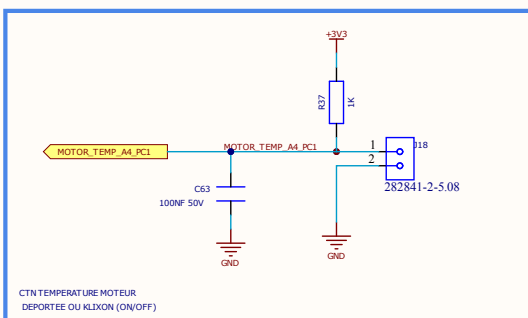 +3V3
R37
1K
MOTOR_TEMP_A4_PC1
MOTOR_TEMP_A4_PC1
1
J18
2
C63
282841-2-5.08
100NF 50V
GND
GND
CTN TEMPERATURE MOTEUR
DEPORTEE OU KLIXON (ON/OFF)